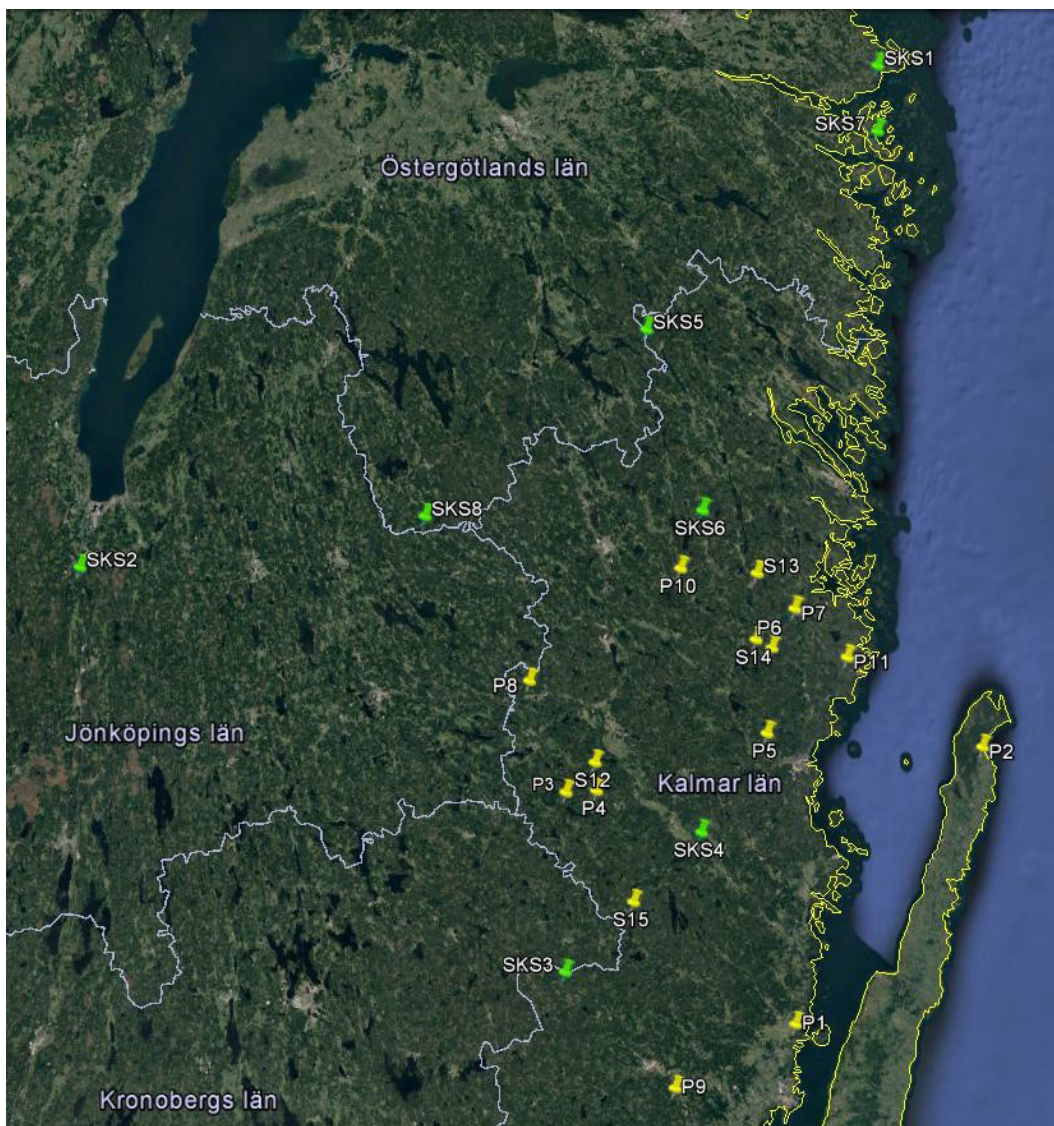 SKS1
SKS7
Östergötlands län
SKS5
SKS8
SKS6
SKS2
P10
S13
P7
P6
S14
P11
P8
Jönköpings län
P5
P2
S12
P3
Kalmar län
P4
SKS4
S15
SKS3
P1
P9
Kronobergs län